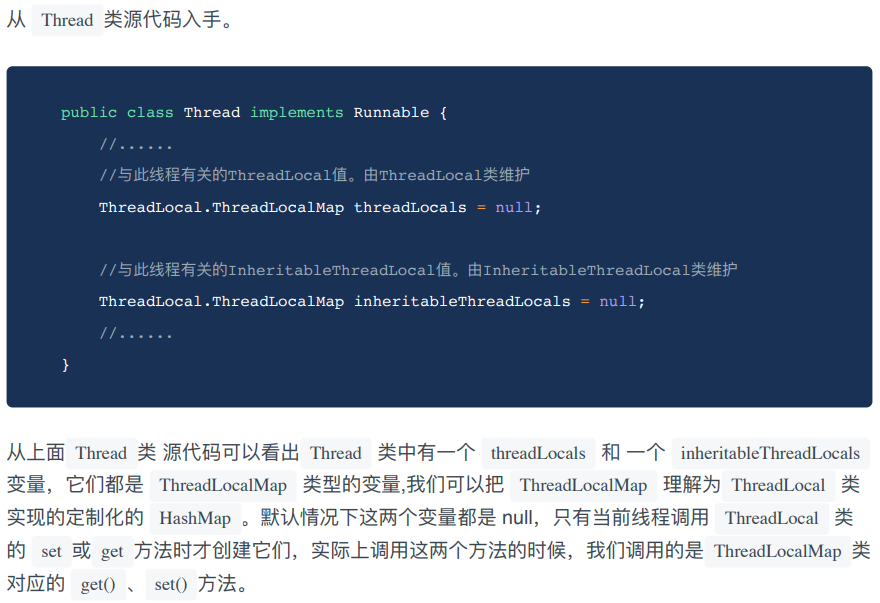 从 Thread 类源代码入手。
public class Thread implements Runnable {
//......
//与此线程有关的ThreadLocal值。由ThreadLocal类维护
ThreadLocal.ThreadLocalMap threadLocals = null;
//与此线程有关的InheritableThreadLocal值。由InheritableThreadLocal类维护
ThreadLocal.ThreadLocalMap inheritableThreadLocals = null;
//......
}
从上面 Thread 类 源代码可以看出 Thread 类中有一个 threadLocals 和 一个 inheritableThreadLocals
变量，它们都是 ThreadLocalMap 类型的变量,我们可以把 ThreadLocalMap 理解为 ThreadLocal 类
实现的定制化的 HashMap 。默认情况下这两个变量都是 null，只有当前线程调用 ThreadLocal 类
的 set 或 get 方法时才创建它们，实际上调用这两个方法的时候，我们调用的是 ThreadLocalMap 类
对应的 get() 、 set() 方法。